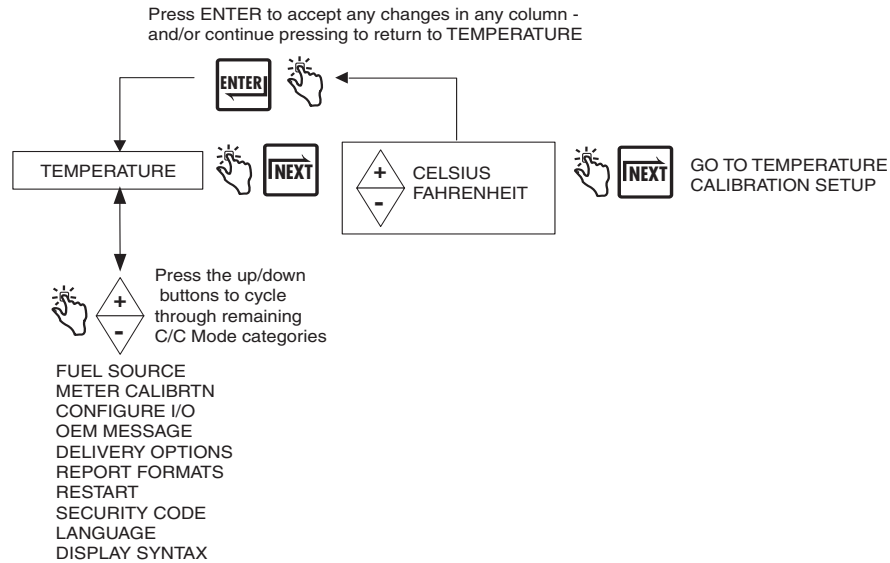 Press ENTER to accept any changes in any column -
and/or continue pressing to return to TEMPERATURE
ENTER
TEMPERATURE
NEXT
+
-
CELSIUS
FAHRENHEIT
NEXT
GO TO TEMPERATURE
CALIBRATION SETUP
+
-
Press the up/down
buttons to cycle
through remaining
C/C Mode categories
FUEL SOURCE
METER CALIBRTN
CONFIGURE I/O
OEM MESSAGE
DELIVERY OPTIONS
REPORT FORMATS
RESTART
SECURITY CODE
LANGUAGE
DISPLAY SYNTAX